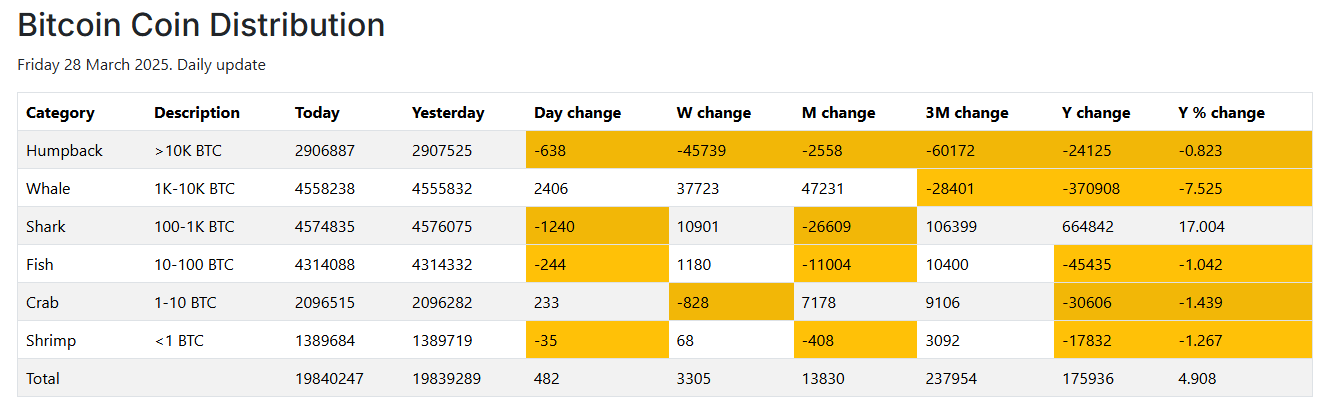 Bitcoin Coin Distribution
Friday 28 March 2025. Daily update
Category Description Today Yesterday Day change W change M change 3M change Y change Y % change
Humpback >10K BTC 2906887 2907525 -638 -45739 -2558 -60172 -24125 -0.823
Whale 1K-10K BTC 4558238 4555832 2406 37723 47231 -28401 -370908 -7.525
Shark 100-1K BTC 4574835 4576075 -1240 10901 -26609 106399 664842 17.004
Fish 10-100 BTC 4314088 4314332 -244 1180 -11004 10400 -45435 -1.042
Crab 1-10 BTC 2096515 2096282 233 -828 7178 9106 -30606 -1.439
Shrimp <1 BTC 1389684 1389719 -35 68 -408 3092 -17832 -1.267
Total 19840247 19839289 482 3305 13830 237954 175936 4.908